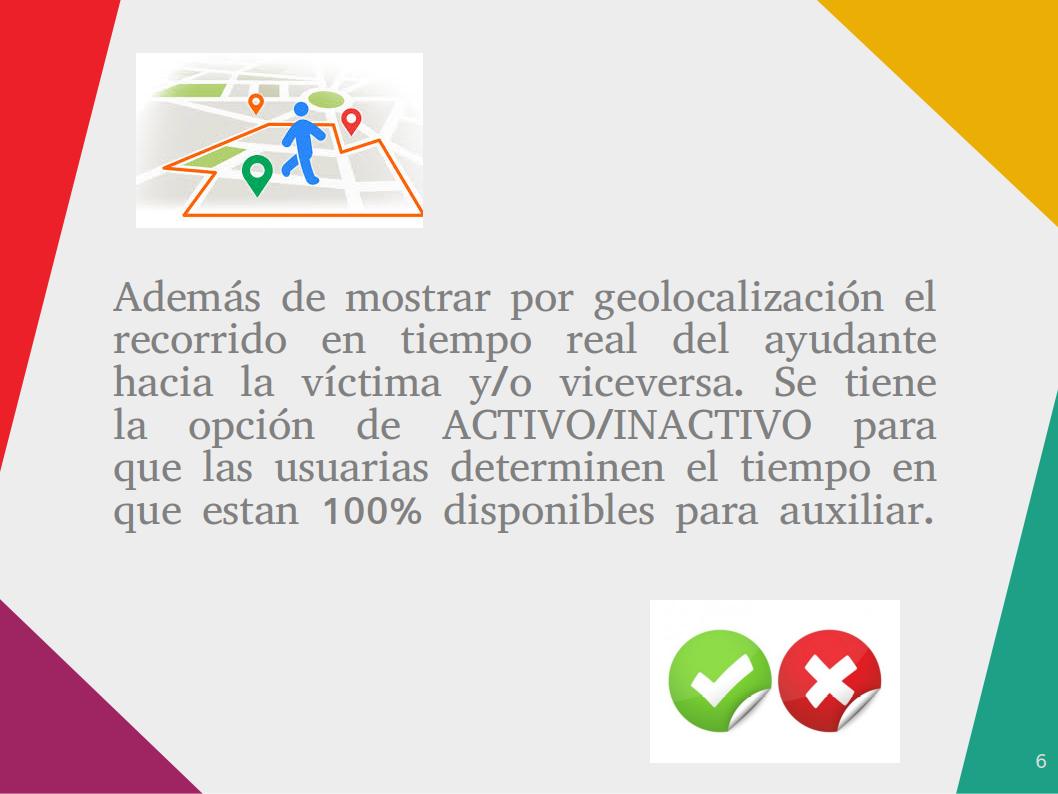 Además de mostrar por geolocalización el
recorrido en tiempo real del ayudante
hacia la víctima y/o viceversa. Se tiene
la opción de ACTIVO/INACTIVO para
que las usuarias determinen el tiempo en
que estan 100% disponibles para auxiliar.
6